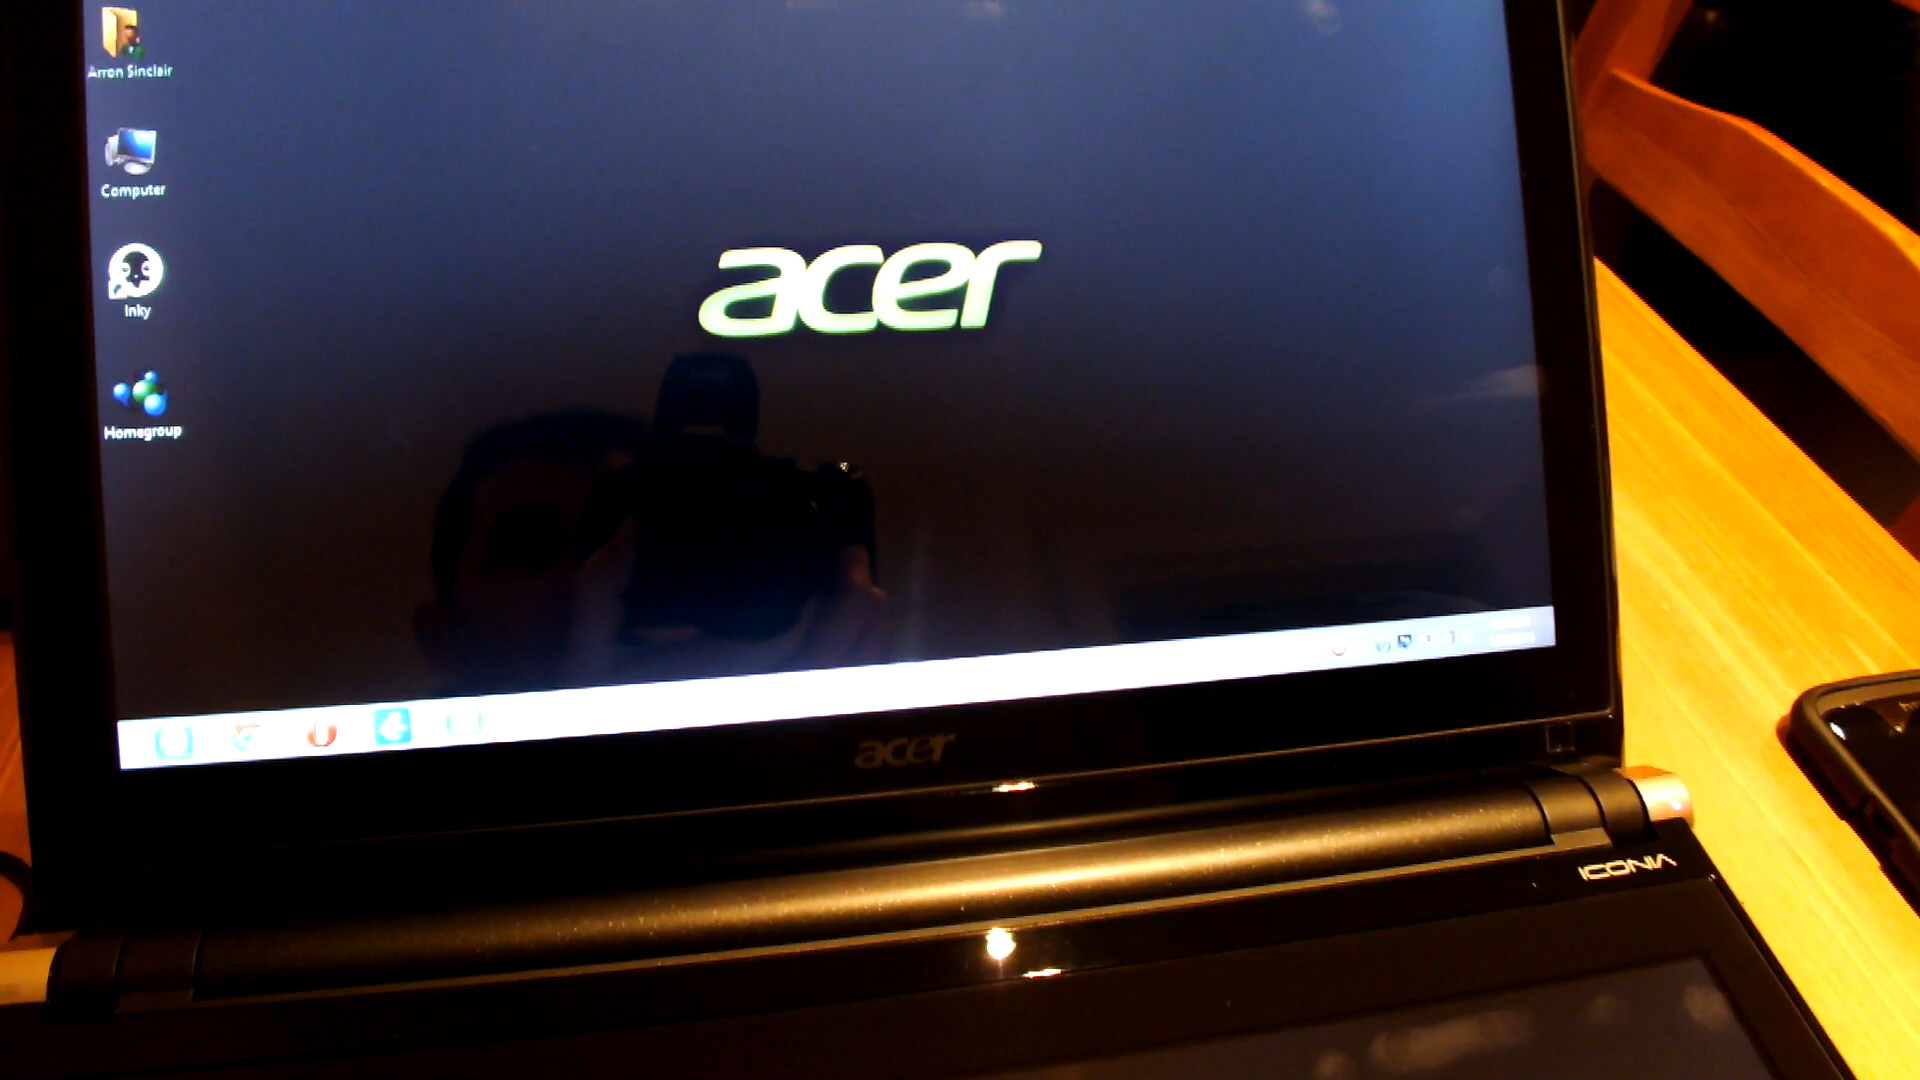 Arron Sinclair
Computer
Inky
Homegroup
acer
acer
ICONIA